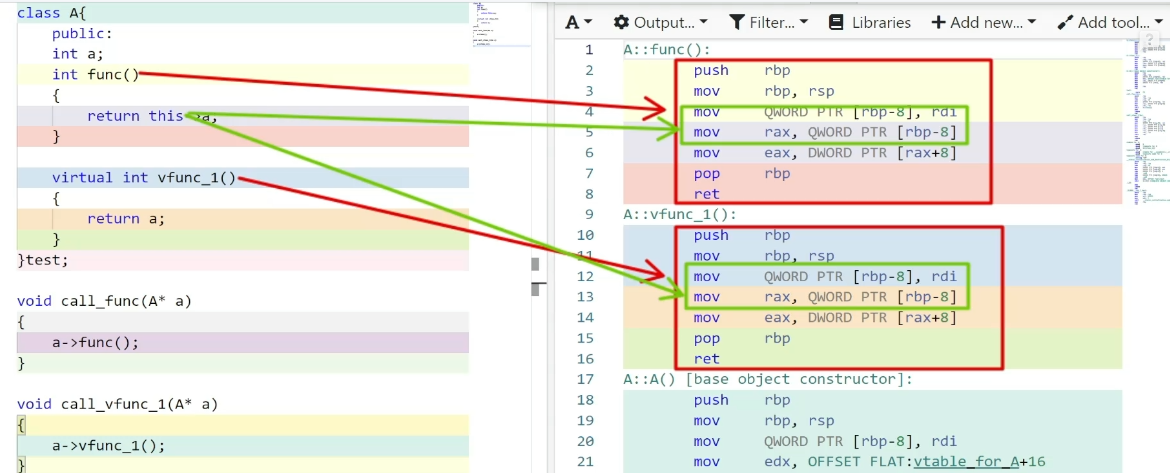 class A{
public:
int a;
int func()
{
return this->a;
}
virtual int vfunc_1()
{
return a;
}
}test;
void call_func(A* a)
{
a->func();
}
void call_vfunc_1(A* a)
{
a->vfunc_1();
}
A Output... Filter... Libraries + Add new... Add tool...
1 A::func():
2 push rbp
3 mov rbp, rsp
4 mov QWORD PTR [rbp-8], rdi
5 mov rax, QWORD PTR [rbp-8]
6 mov eax, DWORD PTR [rax+8]
7 pop rbp
8 ret
9 A::vfunc_1():
10 push rbp
11 mov rbp, rsp
12 mov QWORD PTR [rbp-8], rdi
13 mov rax, QWORD PTR [rbp-8]
14 mov eax, DWORD PTR [rax+8]
15 pop rbp
16 ret
17 A::A() [base object constructor]:
18 push rbp
19 mov rbp, rsp
20 mov QWORD PTR [rbp-8], rdi
21 mov edx, OFFSET FLAT:vtable for A+16